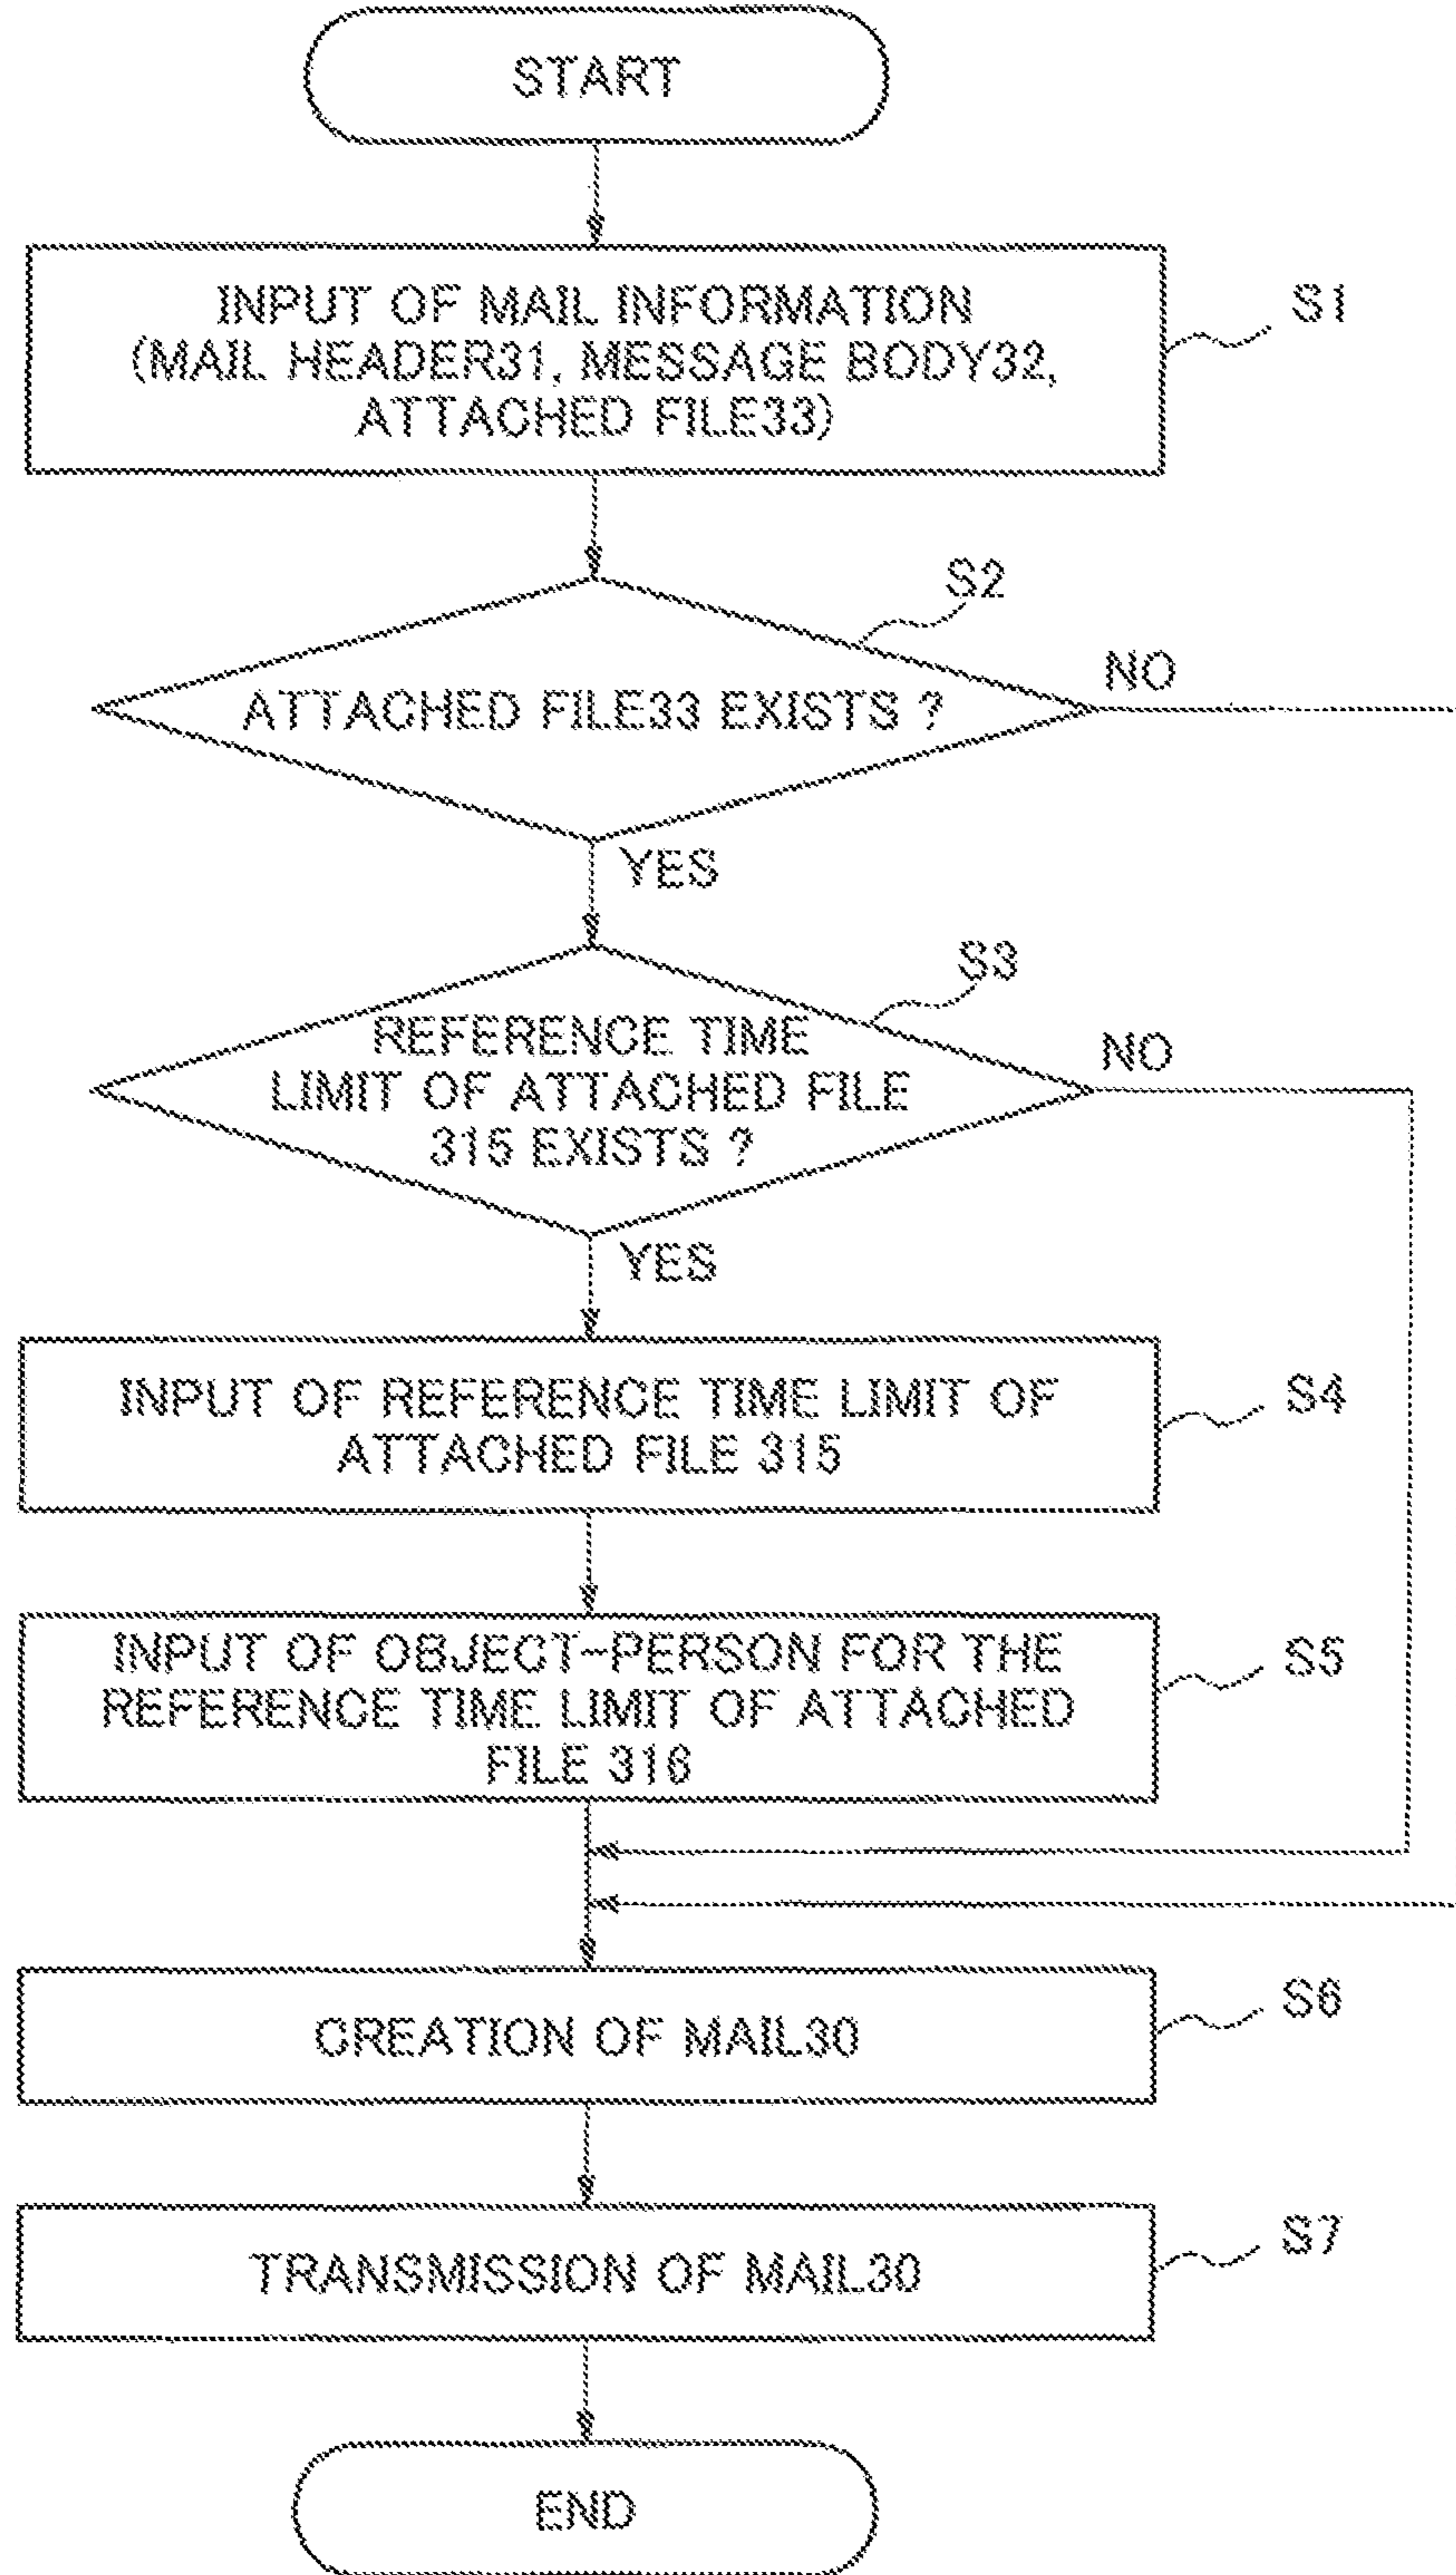 START
INPUT OF MAIL INFORMATION
(MAIL HEADER31, MESSAGE BODY32,
ATTACHED FILE33)
S1
S2
ATTACHED FILE33 EXISTS ?
NO
YES
S3
REFERENCE TIME
LIMIT OF ATTACHED FILE
315 EXISTS ?
NO
YES
INPUT OF REFERENCE TIME LIMIT OF
ATTACHED FILE 315
S4
INPUT OF OBJECT-PERSON FOR THE
REFERENCE TIME LIMIT OF ATTACHED
FILE 316
S5
CREATION OF MAIL30
S6
TRANSMISSION OF MAIL30
S7
END